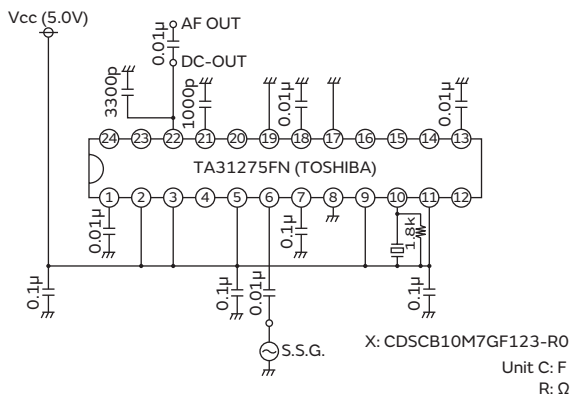 Vcc (5.0V)
AF OUT
0.01μ
DC-OUT
3300p
1000p
0.01μ
0.01μ
24 23 22 21 20 19 18 17 16 15 14 13
TA31275FN (TOSHIBA)
1 2 3 4 5 6 7 8 9 10 11 12
0.01μ
0.1μ
1.8k
0.1μ
0.1μ
0.01μ
0.1μ
S.S.G.
X: CDSCB10M7GF123-R0
Unit C: F
R: Ω